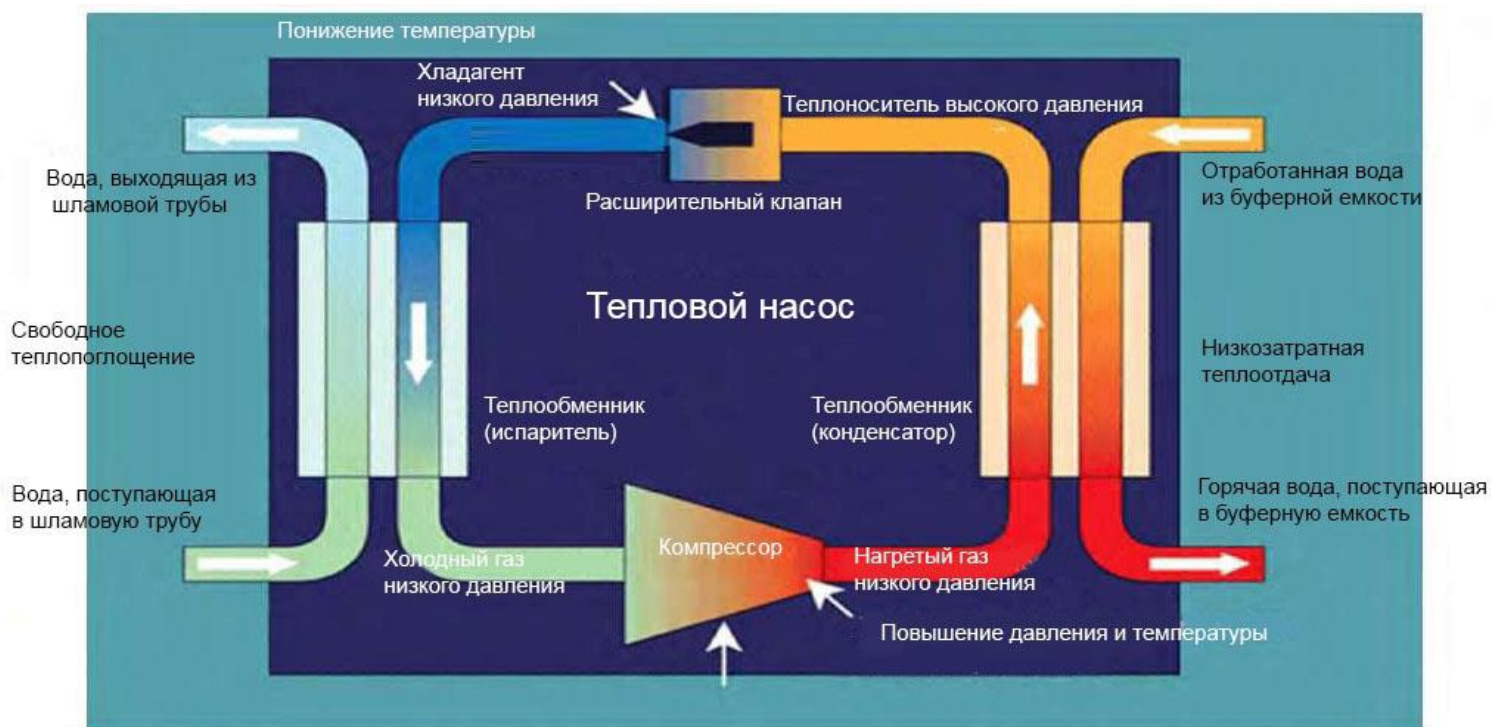 Понижение температуры
Хладагент
низкого давления
Теплоноситель высокого давления
Вода, выходящая из
шламовой трубы
Расширительный клапан
Отработанная вода
из буферной емкости
Тепловой насос
Свободное
теплопоглощение
Низкозатратная
теплоотдача
Теплообменник
(испаритель)
Теплообменник
(конденсатор)
Вода, поступающая
в шламовую трубу
Горячая вода, поступающая
в буферную емкость
Холодный газ
низкого давления
Компрессор
Нагретый газ
низкого давления
Повышение давления и температуры